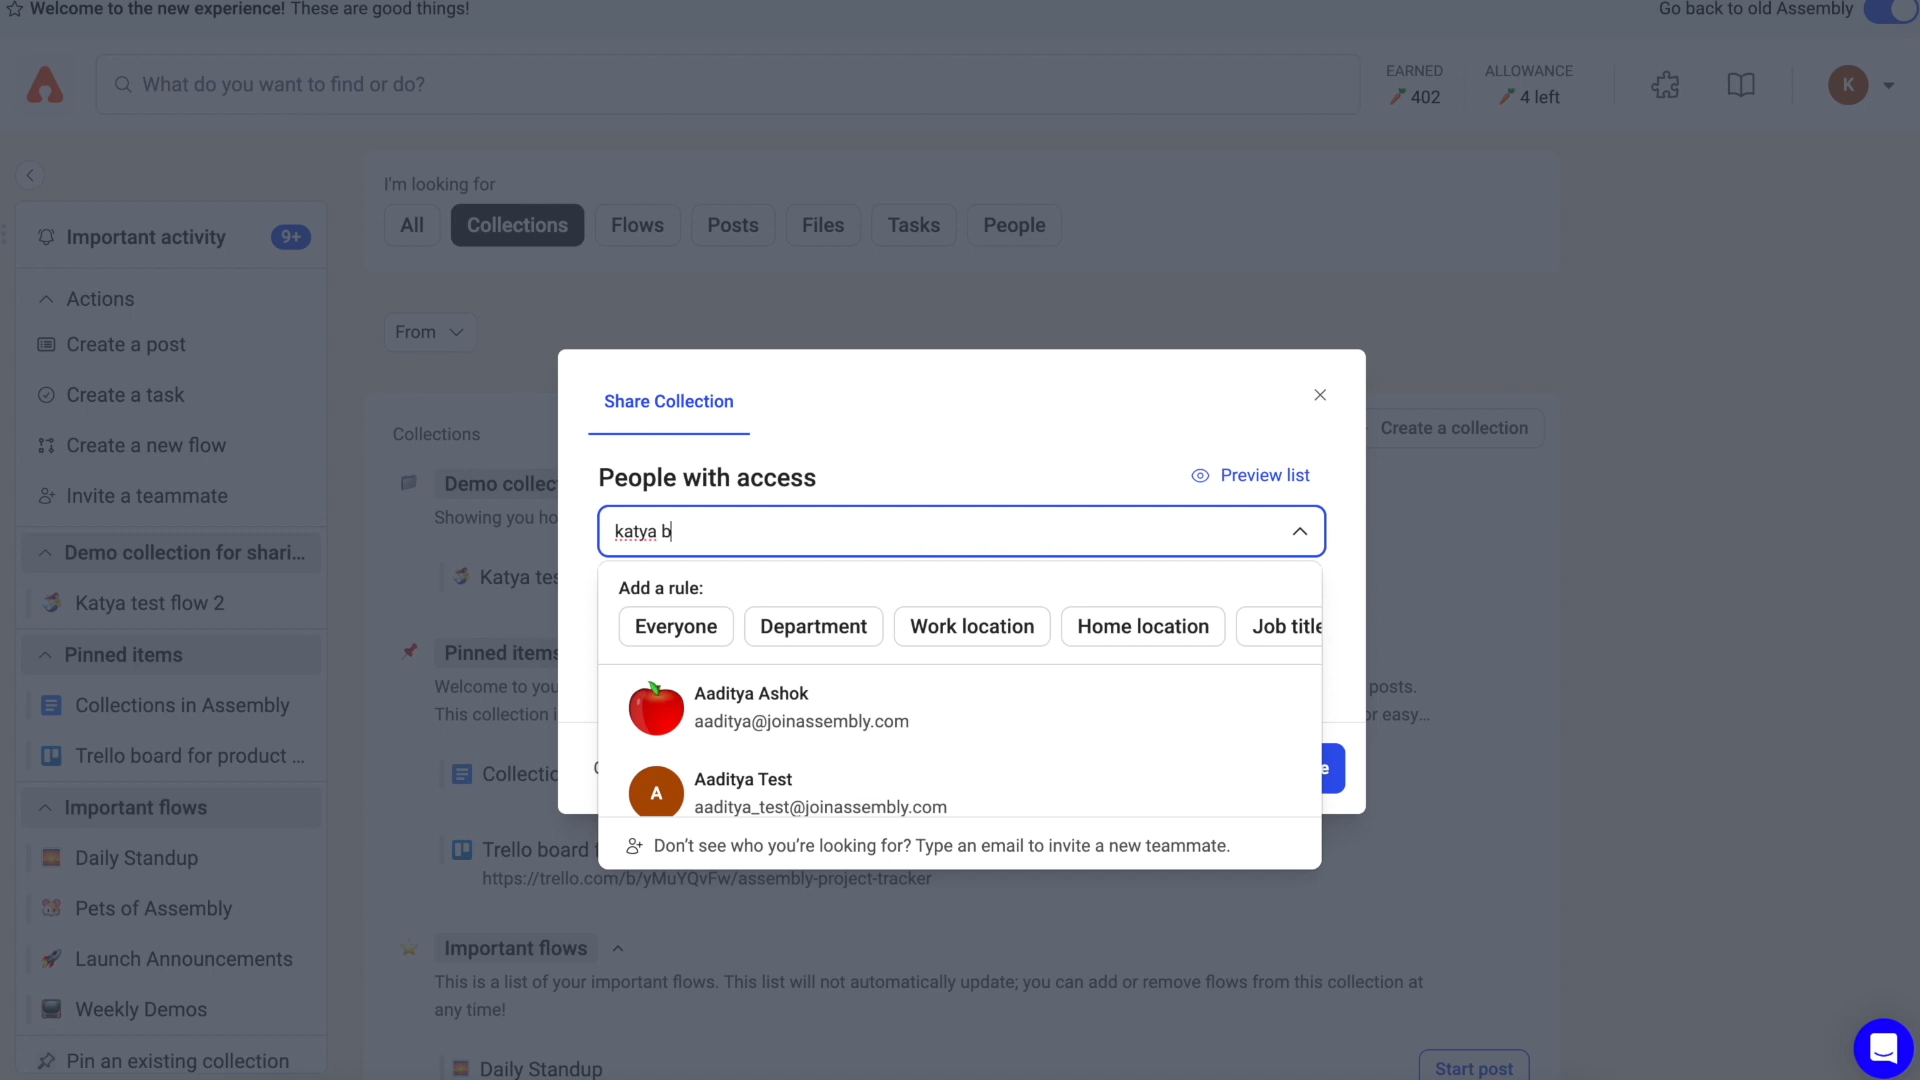 Welcome to the new experience! These are good things!
Go back to old Assembly
What do you want to find or do?
EARNED
402
ALLOWANCE
4 left
K
I'm looking for
All
Collections
Flows
Posts
Files
Tasks
People
Important activity
9+
Actions
Create a post
Create a task
Create a new flow
Invite a teammate
Demo collection for shari...
Katya test flow 2
Pinned items
Collections in Assembly
Trello board for product ...
Important flows
Daily Standup
Pets of Assembly
Launch Announcements
Weekly Demos
Pin an existing collection
From
Collections
Create a collection
Demo collec
Showing you ho
Katya tes
Pinned items
Welcome to you
posts.
This collection i
or easy...
Collectio
Trello board
https://trello.com/b/yMuYQvFw/assembly-project-tracker
Important flows
This is a list of your important flows. This list will not automatically update; you can add or remove flows from this collection at
any time!
Daily Standup
Start post
Share Collection
People with access
Preview list
katya b
Add a rule:
Everyone
Department
Work location
Home location
Job title
Aaditya Ashok
aaditya@joinassembly.com
A
Aaditya Test
aaditya_test@joinassembly.com
Don't see who you're looking for? Type an email to invite a new teammate.